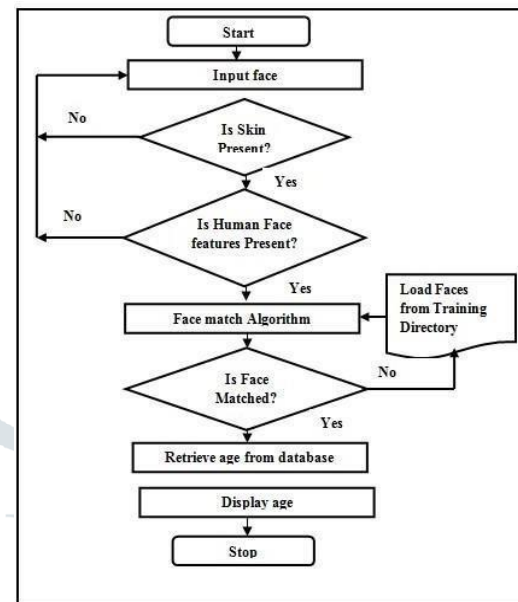 Start
Input face
No
Is Skin
Present?
Yes
No
Is Human Face
features Present?
Yes
Load Faces
from Training
Directory
Face match Algorithm
Is Face
Matched?
No
Yes
Retrieve age from database
Display age
Stop